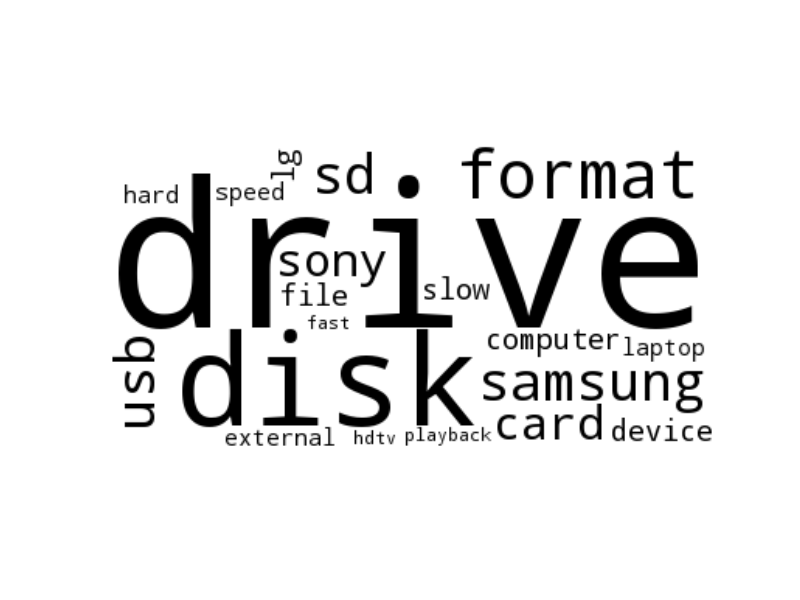 lg
sd
format
hard
speed
drive
sony
file
slow
fast
usb
disk
computer
laptop
samsung
card
device
external
hdtv
playback